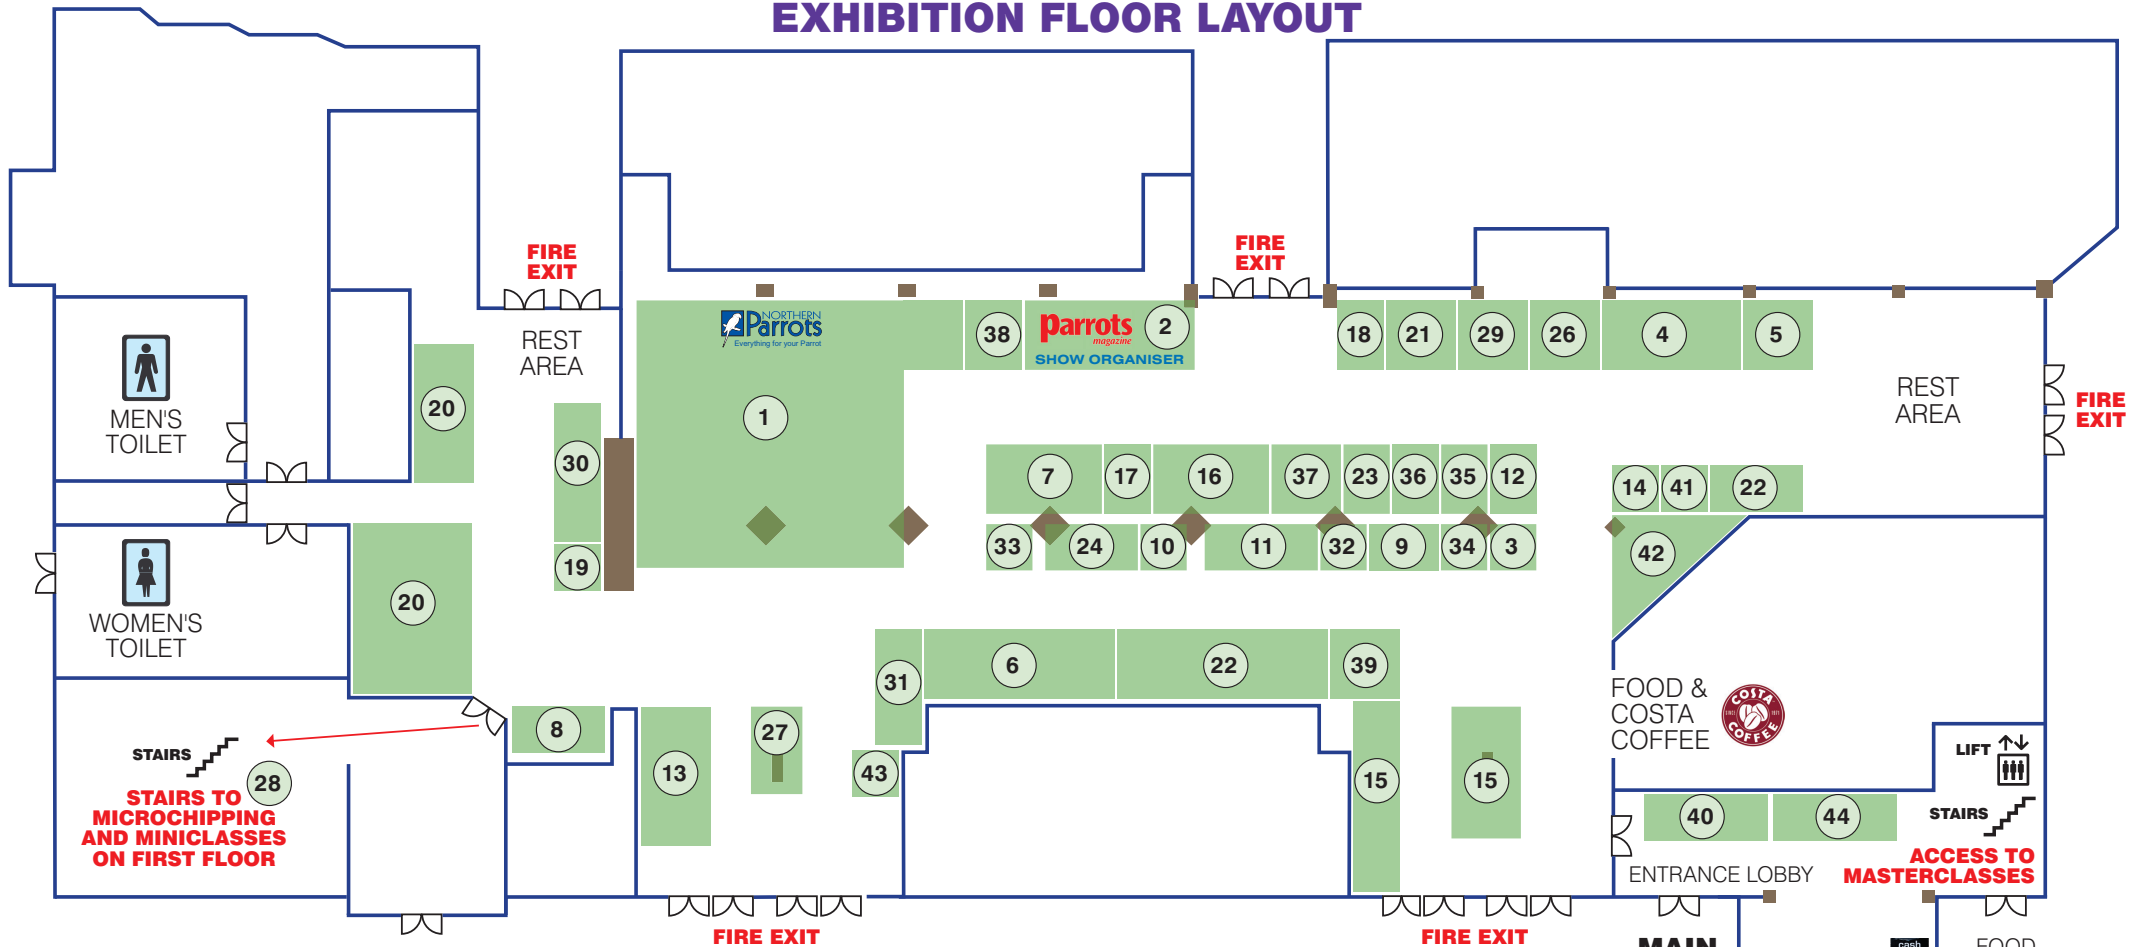 EXHIBITION FLOOR LAYOUT
FIRE
EXIT
FIRE
EXIT
NORTHERN
Parrots
Everything for your Parrot
38
parrots
magazine
2
SHOW ORGANISER
18
21
29
26
4
5
REST
AREA
REST
AREA
FIRE
EXIT
MEN'S
TOILET
20
1
30
7
17
16
37
23
36
35
12
14
41
22
33
24
10
11
32
9
34
3
42
19
WOMEN'S
TOILET
20
31
6
22
39
FOOD &
COSTA
COFFEE
COSTA
COFFEE
8
13
27
43
15
15
STAIRS
28
STAIRS TO
MICROCHIPPING
AND MINICLASSES
ON FIRST FLOOR
LIFT
40
44
STAIRS
ENTRANCE LOBBY
ACCESS TO
MASTERCLASSES
FIRE EXIT
FIRE EXIT
MAIN
cash
FOOD